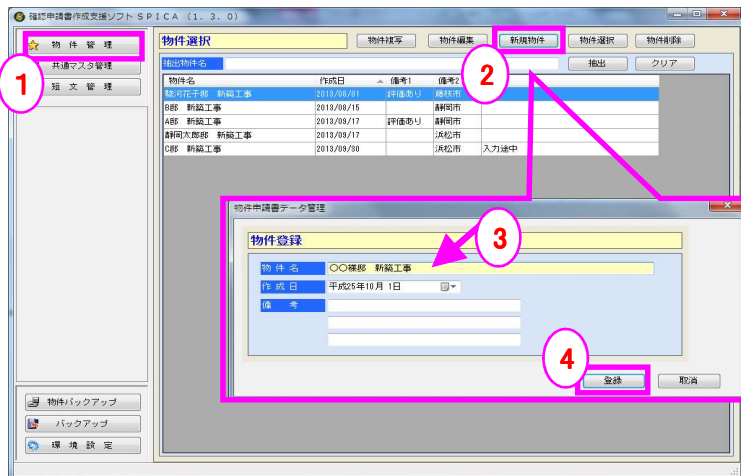 確認申請書作成支援ソフト SPICA (1. 3. 0)
物件管理
共通マスタ管理
短文管理
1
物件選択
物件複写
物件編集
新規物件
物件選択
物件削除
2
抽出物件名
抽出
クリア
物件名 作成日 備考1 備考2
駿河花子邸 新築工事 2013/08/01 評価あり 藤枝市
B邸 新築工事 2013/08/15 静岡市
A邸 新築工事 2013/09/17 評価あり 静岡市
静岡太郎邸 新築工事 2013/09/17 浜松市
C邸 新築工事 2013/09/30 浜松市 入力途中
物件申請書データ管理
物件登録
3
物件名 〇〇様邸 新築工事
作成日 平成25年10月 1日
備考
4
登録
取消
物件バックアップ
バックアップ
環境設定